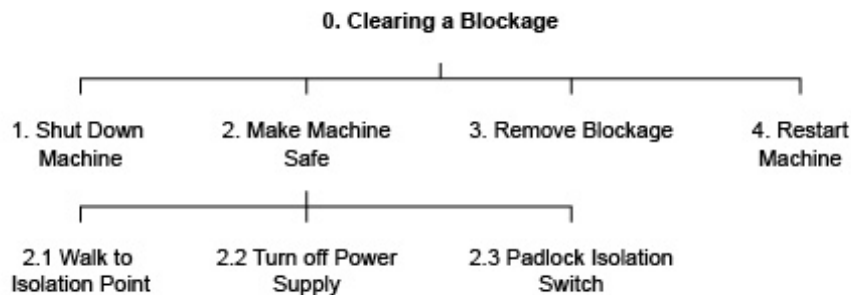 0. Clearing a Blockage
1. Shut Down
Machine
2. Make Machine
Safe
3. Remove Blockage
4. Restart
Machine
2.1 Walk to
Isolation Point
2.2 Turn off Power
Supply
2.3 Padlock Isolation
Switch